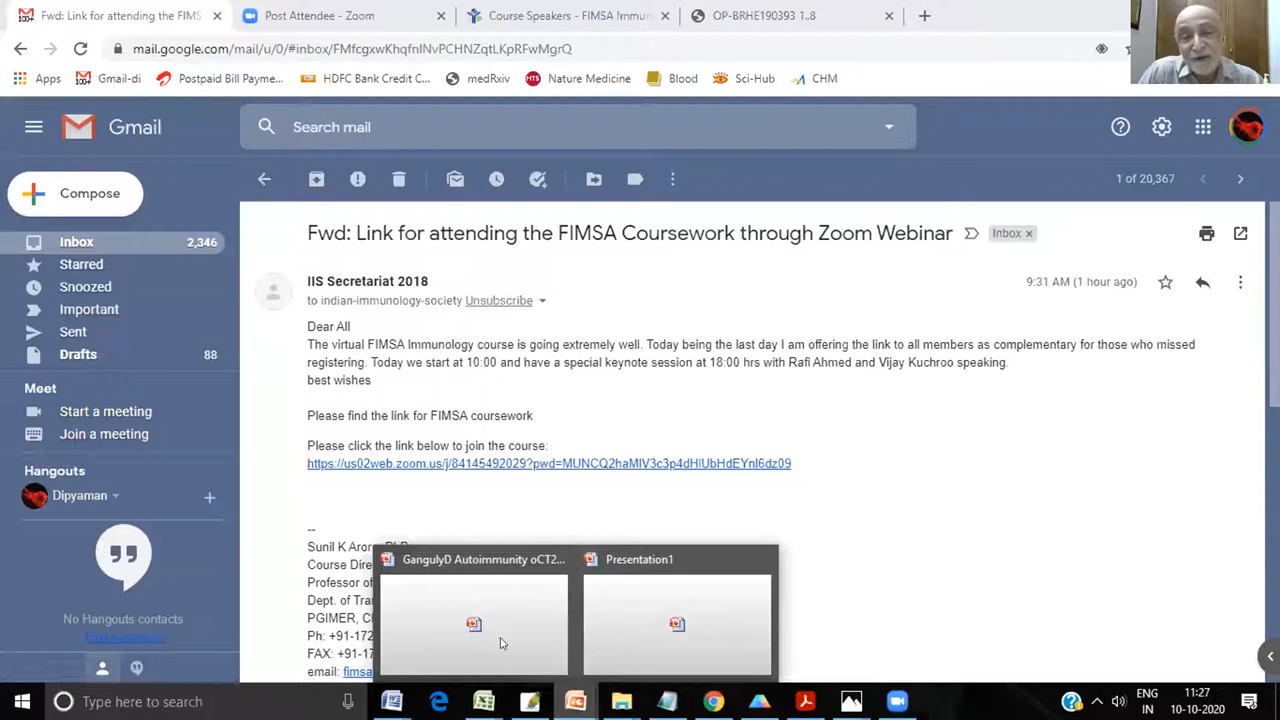 Fwd: Link for attending the FIMS
Post Attendee - Zoom
Course Speakers - FIMSA Immun
OP-BRHE190393 1..8
mail.google.com/mail/u/0/#inbox/FMfcgxwKhqfnlNvPCHNZqtLKpRFwMgrQ
Apps
Gmail-di
Postpaid Bill Payme...
HDFC Bank Credit C...
medRxiv
Nature Medicine
Blood
Sci-Hub
CHM
Gmail
Search mail
Compose
1 of 20,367
Inbox 2,346
Starred
Snoozed
Important
Sent
Drafts 88
Meet
Start a meeting
Join a meeting
Hangouts
Dipyaman
No Hangouts contacts
Fwd: Link for attending the FIMSA Coursework through Zoom Webinar
Inbox
IIS Secretariat 2018
9:31 AM (1 hour ago)
to indian-immunology-society Unsubscribe
Dear All
The virtual FIMSA Immunology course is going extremely well. Today being the last day I am offering the link to all members as complementary for those who missed
registering. Today we start at 10:00 and have a special keynote session at 18:00 hrs with Rafi Ahmed and Vijay Kuchroo speaking.
best wishes
Please find the link for FIMSA coursework
Please click the link below to join the course:
https://us02web.zoom.us/j/84145492029?pwd=MUNCQ2haMlV3c3p4dHlUbHdEYnl6dz09
--
Sunil K
Course Dire
Professor of
Dept. of Tra
PGIMER, C
Ph: +91-172
FAX: +91-17
email: fimsa
GangulyD Autoimmunity oCT2...
Presentation1
Type here to search
ENG
IN
11:27
10-10-2020